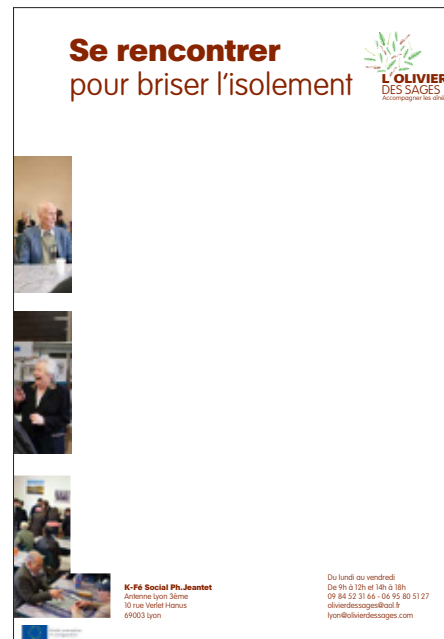 Se rencontrer
pour briser l'isolement
L'OLIVIER
DES SAGES
Accompagner les
K-Fé Social Ph.Jeantet
Antenne Lyon 3ème
10 rue Verlet Hanus
69003 Lyon
Du lundi au vendredi
De 9h à 12h et 14h à 18h
09 84 52 31 66 - 06 95 80 51 27
olivierdessages@aol.fr
lyon@olivierdessages.com